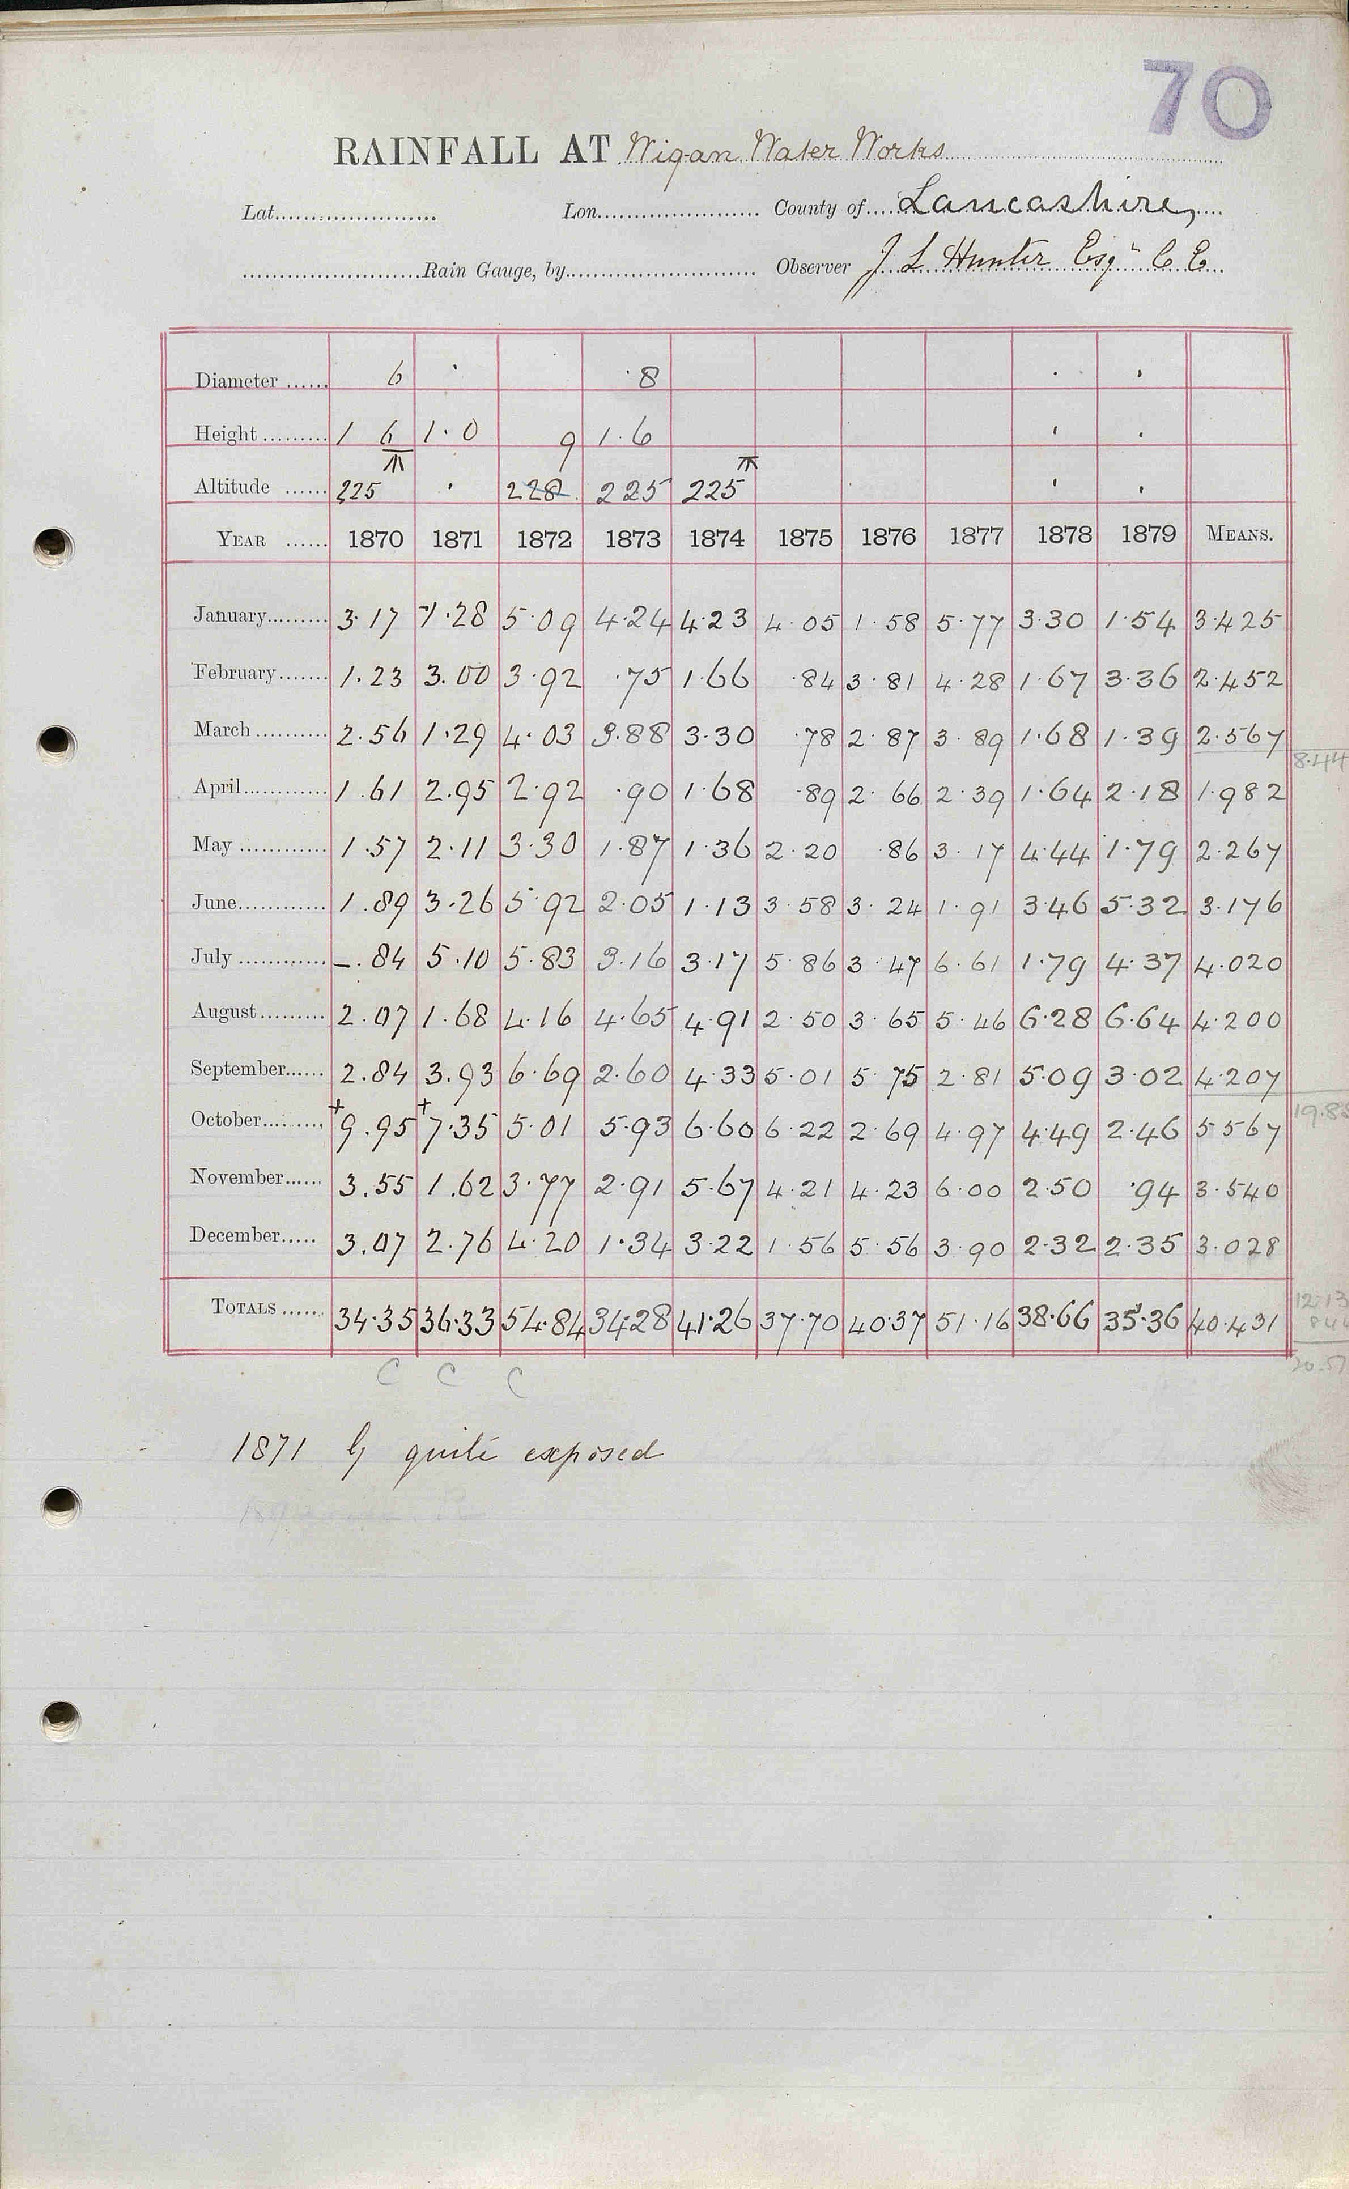 70
RAINFALL AT Wigan Water Works
Lat. Lon. County of Lancashire,
Rain Gauge, by Observer J L Hunter Esqr C E
Diameter 6 · ·8 · ·
Height 1 6 1·0 9 1·6 · ·
Altitude 225 · 228 225 225 · ·
YEAR 1870 1871 1872 1873 1874 1875 1876 1877 1878 1879 MEANS.
January 3·17 1·28 5·09 4·24 4·23 4·05 1·58 5·77 3·30 1·54 3·425
February 1·23 3.00 3·92 ·75 1·66 ·84 3·81 4·28 1·67 3·36 2·452
March 2·56 1·29 4·03 3·88 3·30 ·78 2·87 3·89 1·68 1·39 2·567
8·44
April 1·61 2.95 2·92 ·90 1·68 ·89 2·66 2·39 1·64 2·18 1·982
May 1·57 2·11 3·30 1·87 1·36 2·20 ·86 3·17 4·44 1·79 2·267
June 1.89 3·26 5·92 2·05 1·13 3·58 3·24 1·91 3·46 5·32 3·176
July –.84 5·10 5·83 3·16 3·17 5·86 3·47 6·61 1·79 4·37 4·020
August 2·07 1·68 4·16 4·65 4·91 2·50 3·65 5·46 6·28 6·64 4·200
September 2.84 3.93 6·69 2·60 4·33 5·01 5·75 2·81 5·09 3·02 4·207
October +9.95 +7·35 5·01 5·93 6·60 6·22 2·69 4·97 4·49 2·46 5·567
November 3.55 1.62 3·77 2·91 5·67 4·21 4·23 6·00 2·50 ·94 3·540
December 3.07 2·76 4·20 1·34 3·22 1·56 5·56 3·90 2·32 2·35 3·028
TOTALS 34·35 36·33 54·84 34·28 41·26 37·70 40·37 51·16 38·66 35·36 40·431
C C C
1871 G quite exposed